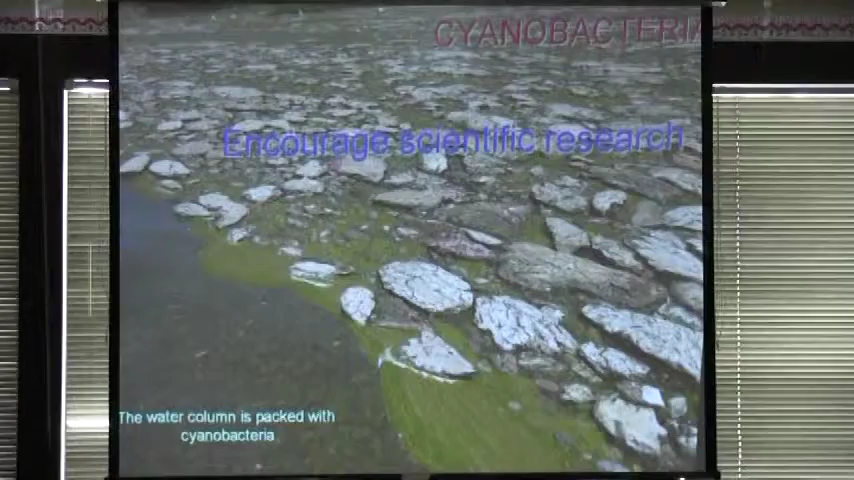 CYANOBACTERIA
Encourage scientific research
The water column is packed with
cyanobacteria